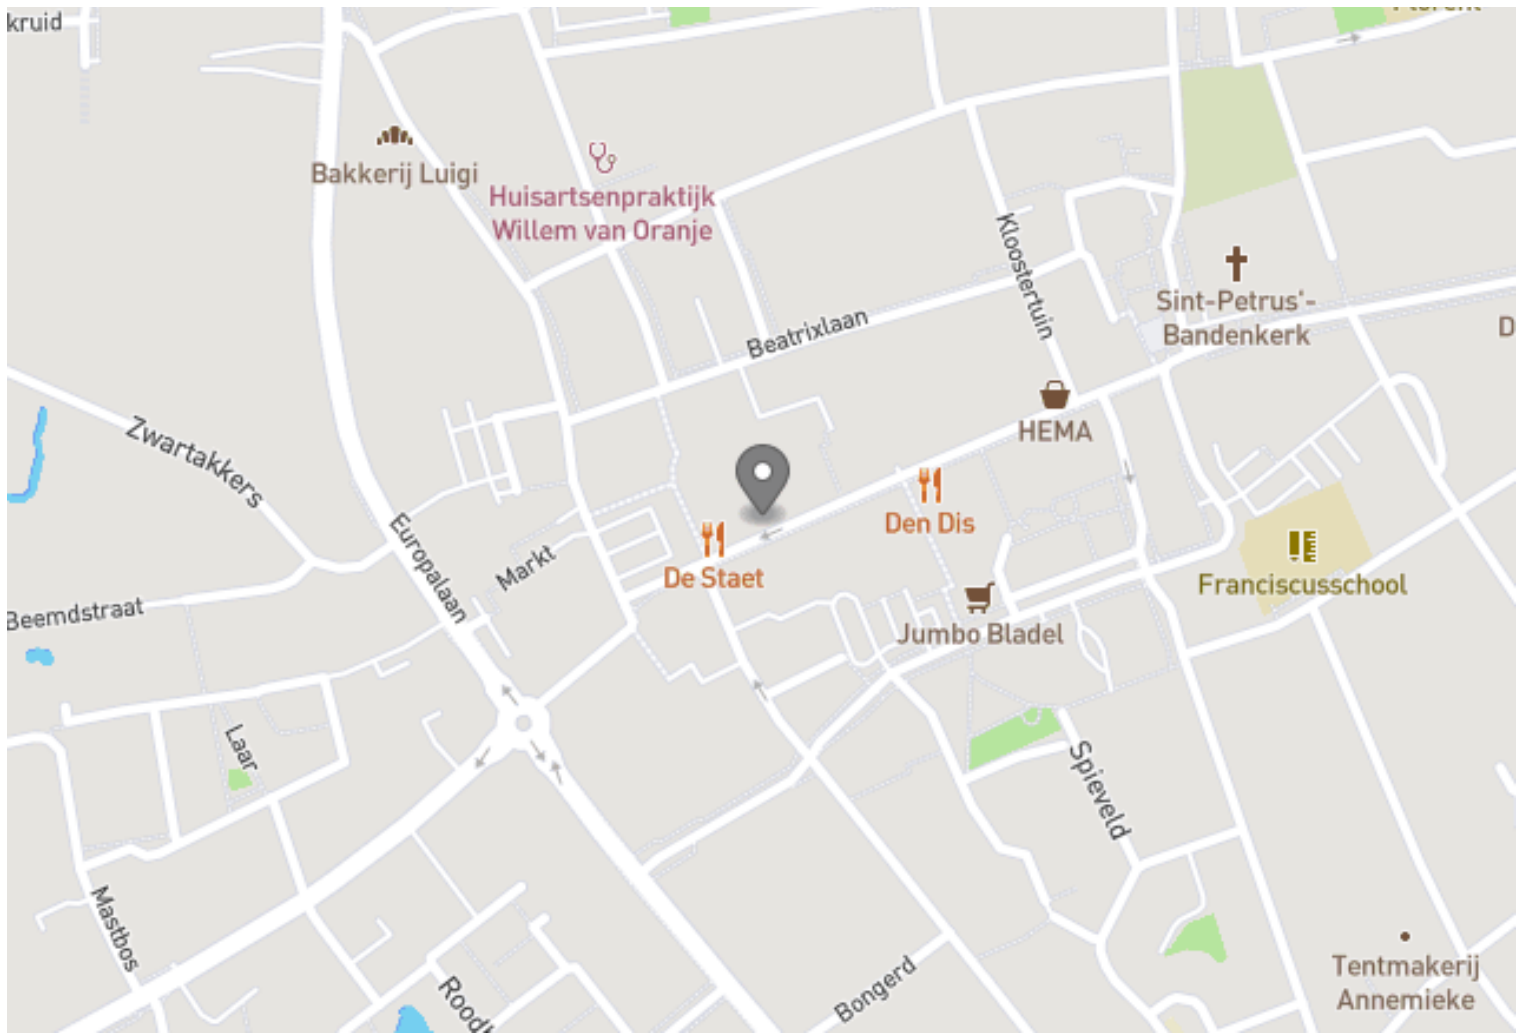 kruid
Bakkerij Luigi
Huisartsenpraktijk
Willem van Oranje
Kloostertuin
Sint-Petrus'-
Bandenkerk
D
Beatrixlaan
HEMA
Zwartakkers
Den Dis
Europalaan
Markt
De Staet
Franciscusschool
Beemdstraat
Jumbo Bladel
Laar
Spieveld
Mastbos
Bongerd
Tentmakerij
Annemieke